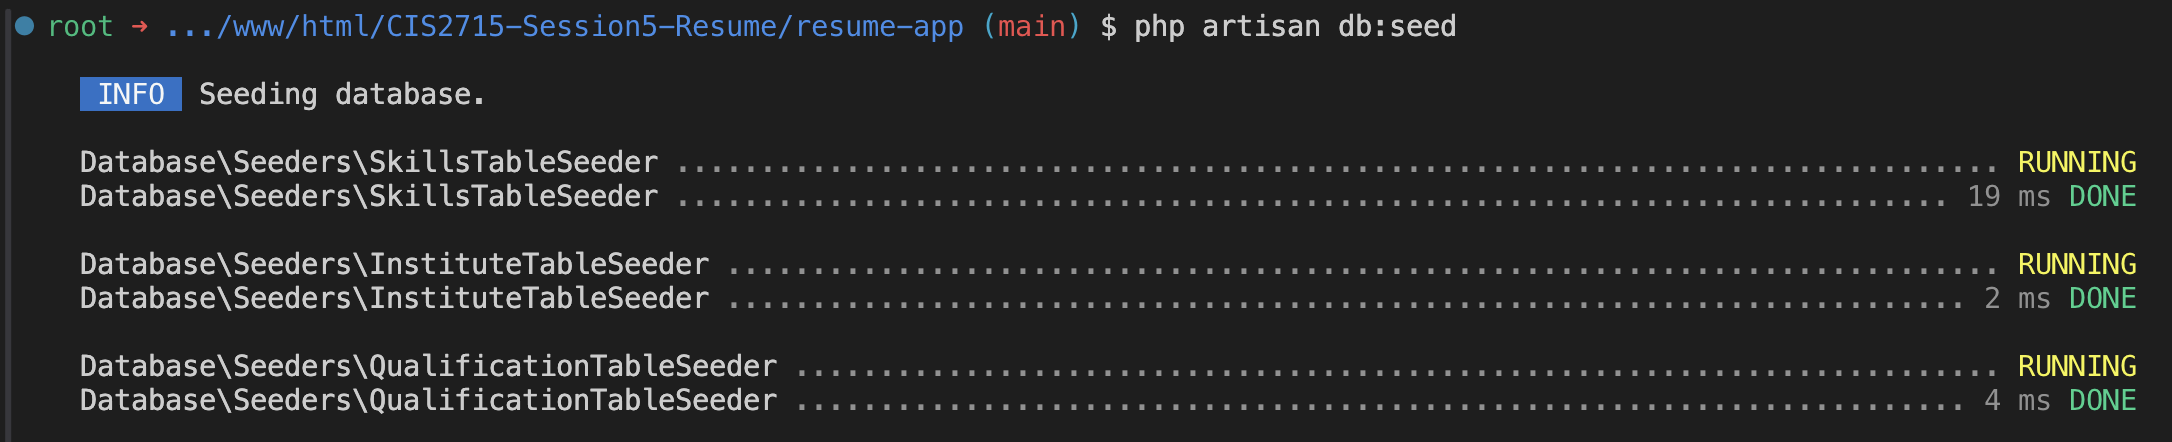 root → .../www/html/CIS2715-Session5-Resume/resume-app (main) $ php artisan db:seed
INFO Seeding database.
Database\Seeders\SkillsTableSeeder .............................................................................. RUNNING
Database\Seeders\SkillsTableSeeder ........................................................................... 19 ms DONE
Database\Seeders\InstituteTableSeeder ........................................................................... RUNNING
Database\Seeders\InstituteTableSeeder ......................................................................... 2 ms DONE
Database\Seeders\QualificationTableSeeder ....................................................................... RUNNING
Database\Seeders\QualificationTableSeeder ..................................................................... 4 ms DONE